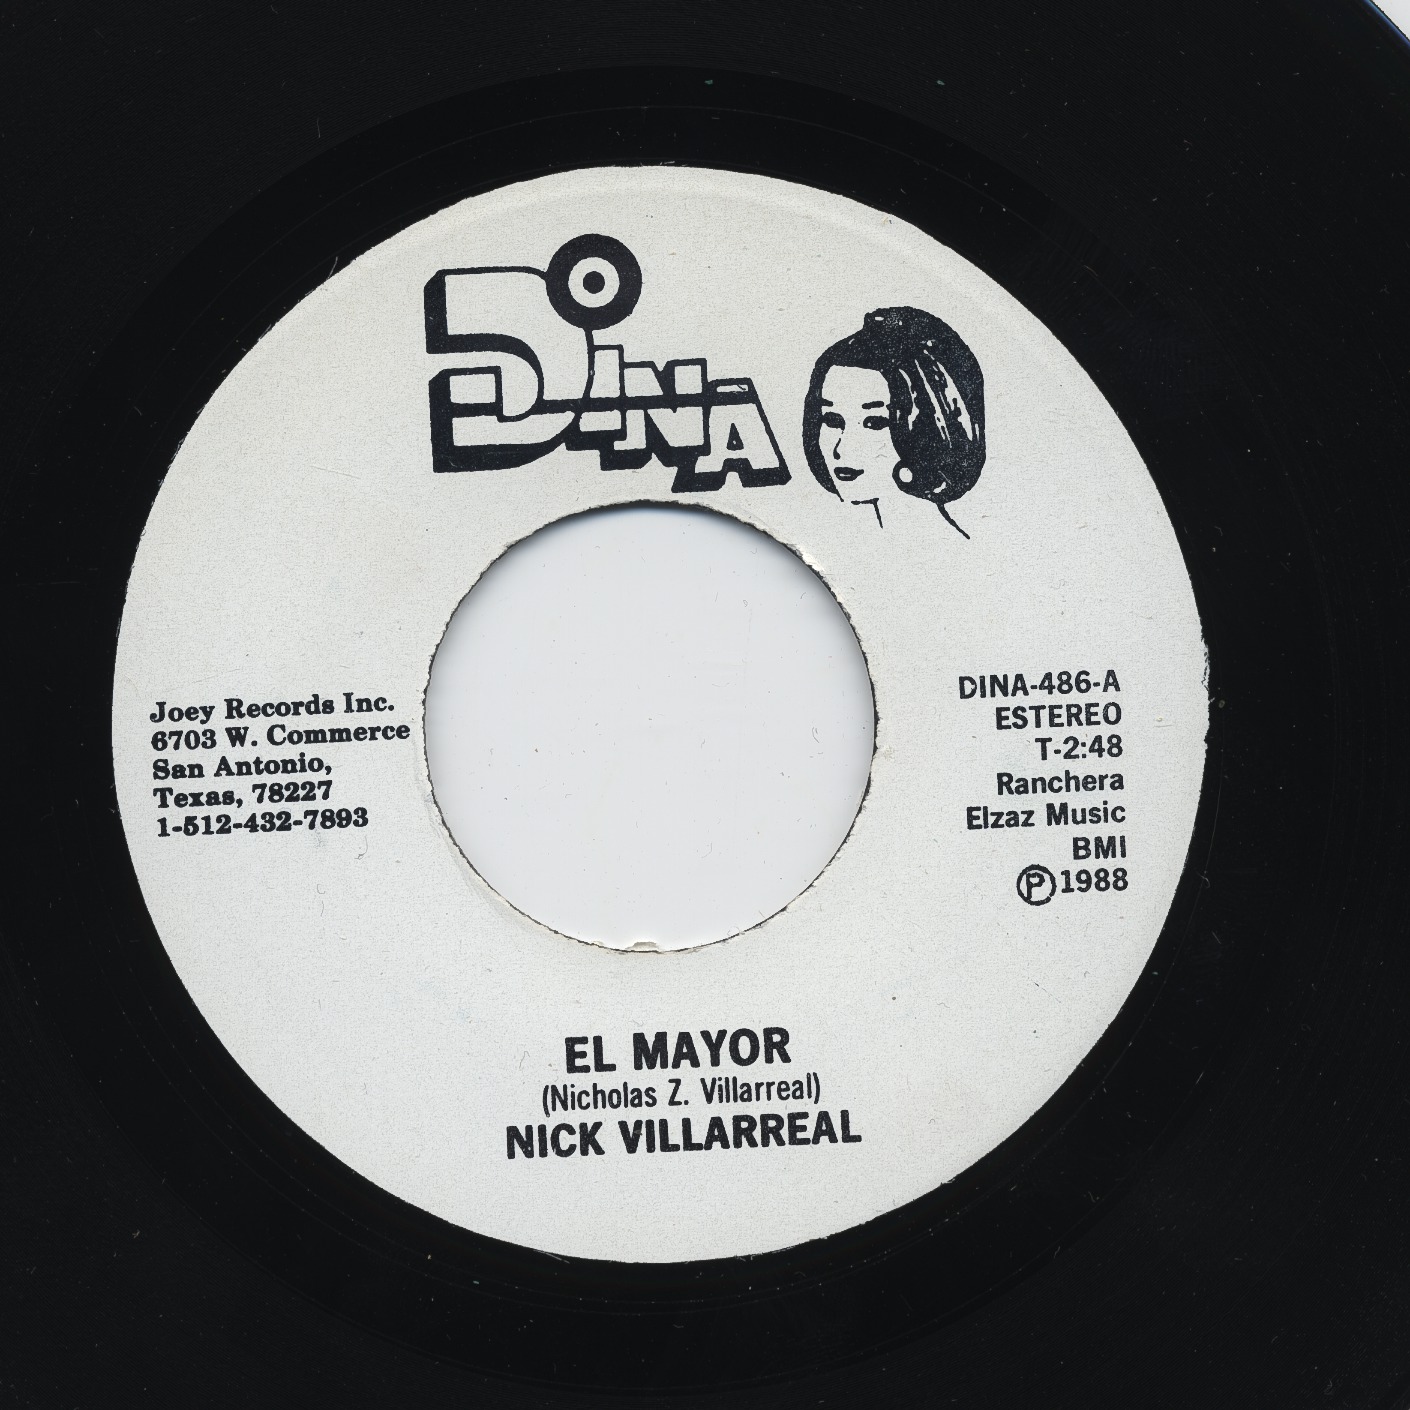 DINA
Joey Records Inc.
6703 W. Commerce
San Antonio,
Texas, 78227
1-512-432-7893
DINA-486-A
ESTEREO
T-2:48
Ranchera
Elzaz Music
BMI
Ⓟ1988
EL MAYOR
(Nicholas Z. Villarreal)
NICK VILLARREAL